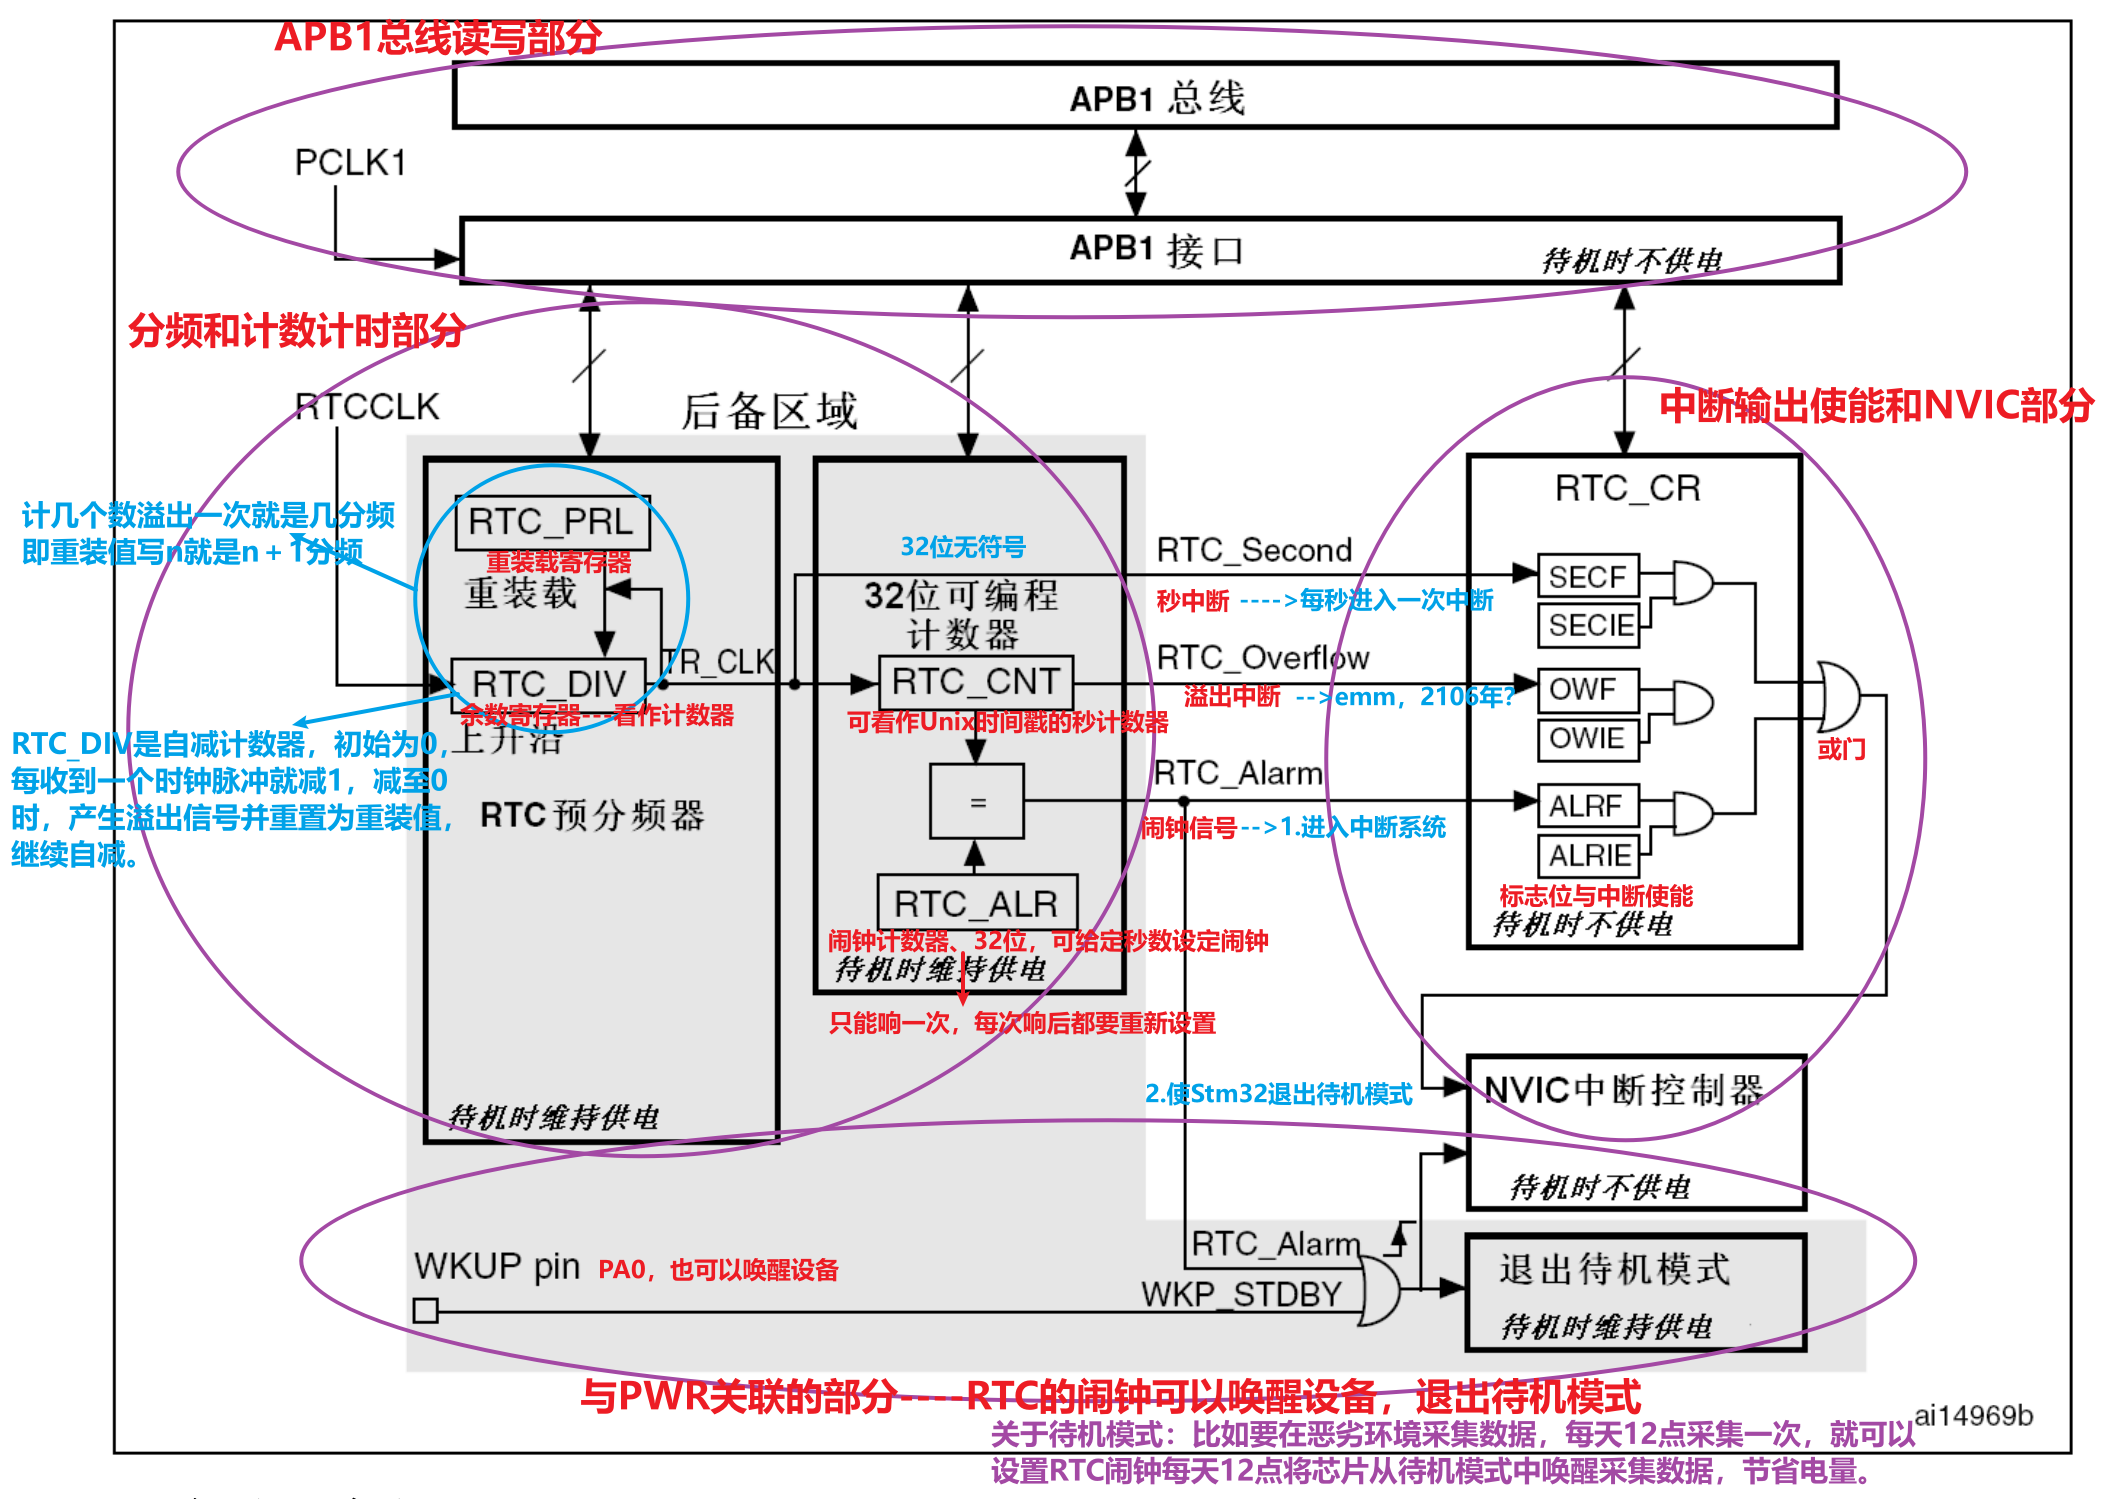 APB1总线读写部分
APB1 总线
PCLK1
APB1 接口
待机时不供电
分频和计数计时部分
RTCCLK
后备区域
中断输出使能和NVIC部分
RTC_CR
计几个数溢出一次就是几分频
即重装值写n就是n+1分频
RTC_PRL
重装载寄存器
重装载
32位无符号
32位可编程
计数器
RTC_Second
秒中断 ---->每秒进入一次中断
SECF
SECIE
RTC_DIV
TR_CLK
RTC_CNT
RTC_Overflow
溢出中断 -->emm，2106年?
OWF
OWIE
余数寄存器---看作计数器
上升沿
可看作Unix时间戳的秒计数器
或门
RTC_DIV是自减计数器，初始为0，
每收到一个时钟脉冲就减1，减至0
时，产生溢出信号并重置为重装值，
继续自减。
RTC 预分频器
=
RTC_Alarm
闹钟信号-->1.进入中断系统
ALRF
ALRIE
标志位与中断使能
待机时不供电
RTC_ALR
闹钟计数器、32位，可给定秒数设定闹钟
待机时维持供电
只能响一次，每次响后都要重新设置
待机时维持供电
2.使Stm32退出待机模式
NVIC中断控制器
待机时不供电
WKUP pin
PA0，也可以唤醒设备
RTC_Alarm
WKP_STDBY
退出待机模式
待机时维持供电
与PWR关联的部分----RTC的闹钟可以唤醒设备，退出待机模式
ai14969b
关于待机模式：比如要在恶劣环境采集数据，每天12点采集一次，就可以
设置RTC闹钟每天12点将芯片从待机模式中唤醒采集数据，节省电量。